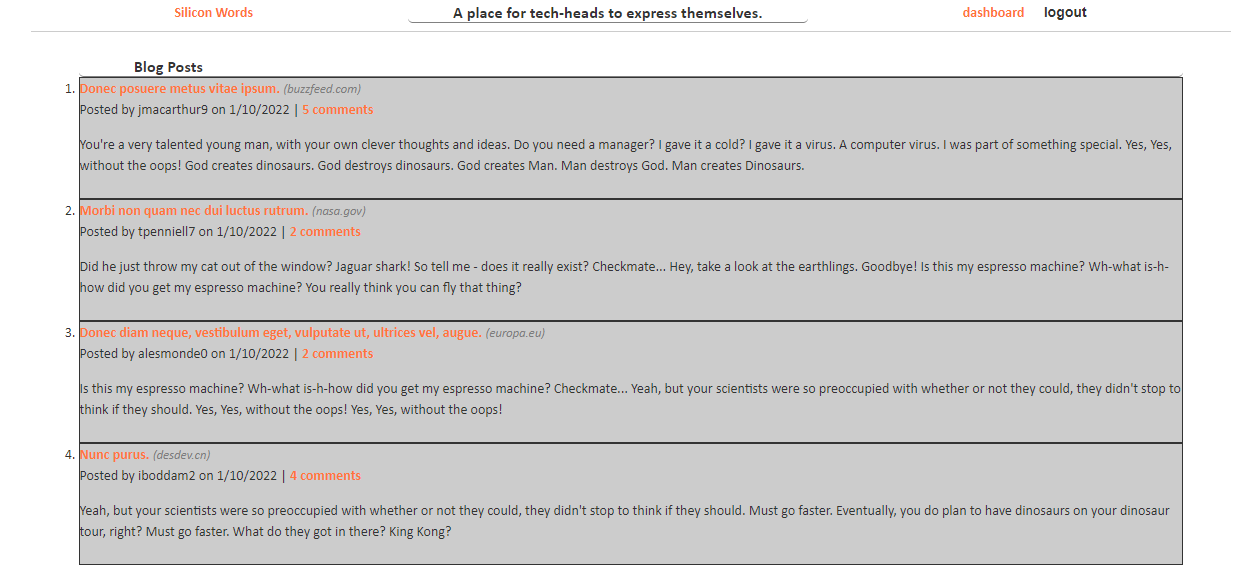 Silicon Words
A place for tech-heads to express themselves.
dashboard
logout
Blog Posts
1. Donec posuere metus vitae ipsum. (buzzfeed.com)
Posted by jmacarthur9 on 1/10/2022 | 5 comments
You're a very talented young man, with your own clever thoughts and ideas. Do you need a manager? I gave it a cold? I gave it a virus. A computer virus. I was part of something special. Yes, Yes,
without the oops! God creates dinosaurs. God destroys dinosaurs. God creates Man. Man destroys God. Man creates Dinosaurs.
2. Morbi non quam nec dui luctus rutrum. (nasa.gov)
Posted by tpenniell7 on 1/10/2022 | 2 comments
Did he just throw my cat out of the window? Jaguar shark! So tell me - does it really exist? Checkmate... Hey, take a look at the earthlings. Goodbye! Is this my espresso machine? Wh-what is-h-
how did you get my espresso machine? You really think you can fly that thing?
3. Donec diam neque, vestibulum eget, vulputate ut, ultrices vel, augue. (europa.eu)
Posted by alesmonde0 on 1/10/2022 | 2 comments
Is this my espresso machine? Wh-what is-h-how did you get my espresso machine? Checkmate... Yeah, but your scientists were so preoccupied with whether or not they could, they didn't stop to
think if they should. Yes, Yes, without the oops! Yes, Yes, without the oops!
4. Nunc purus. (desdev.cn)
Posted by iboddam2 on 1/10/2022 | 4 comments
Yeah, but your scientists were so preoccupied with whether or not they could, they didn't stop to think if they should. Must go faster. Eventually, you do plan to have dinosaurs on your dinosaur
tour, right? Must go faster. What do they got in there? King Kong?